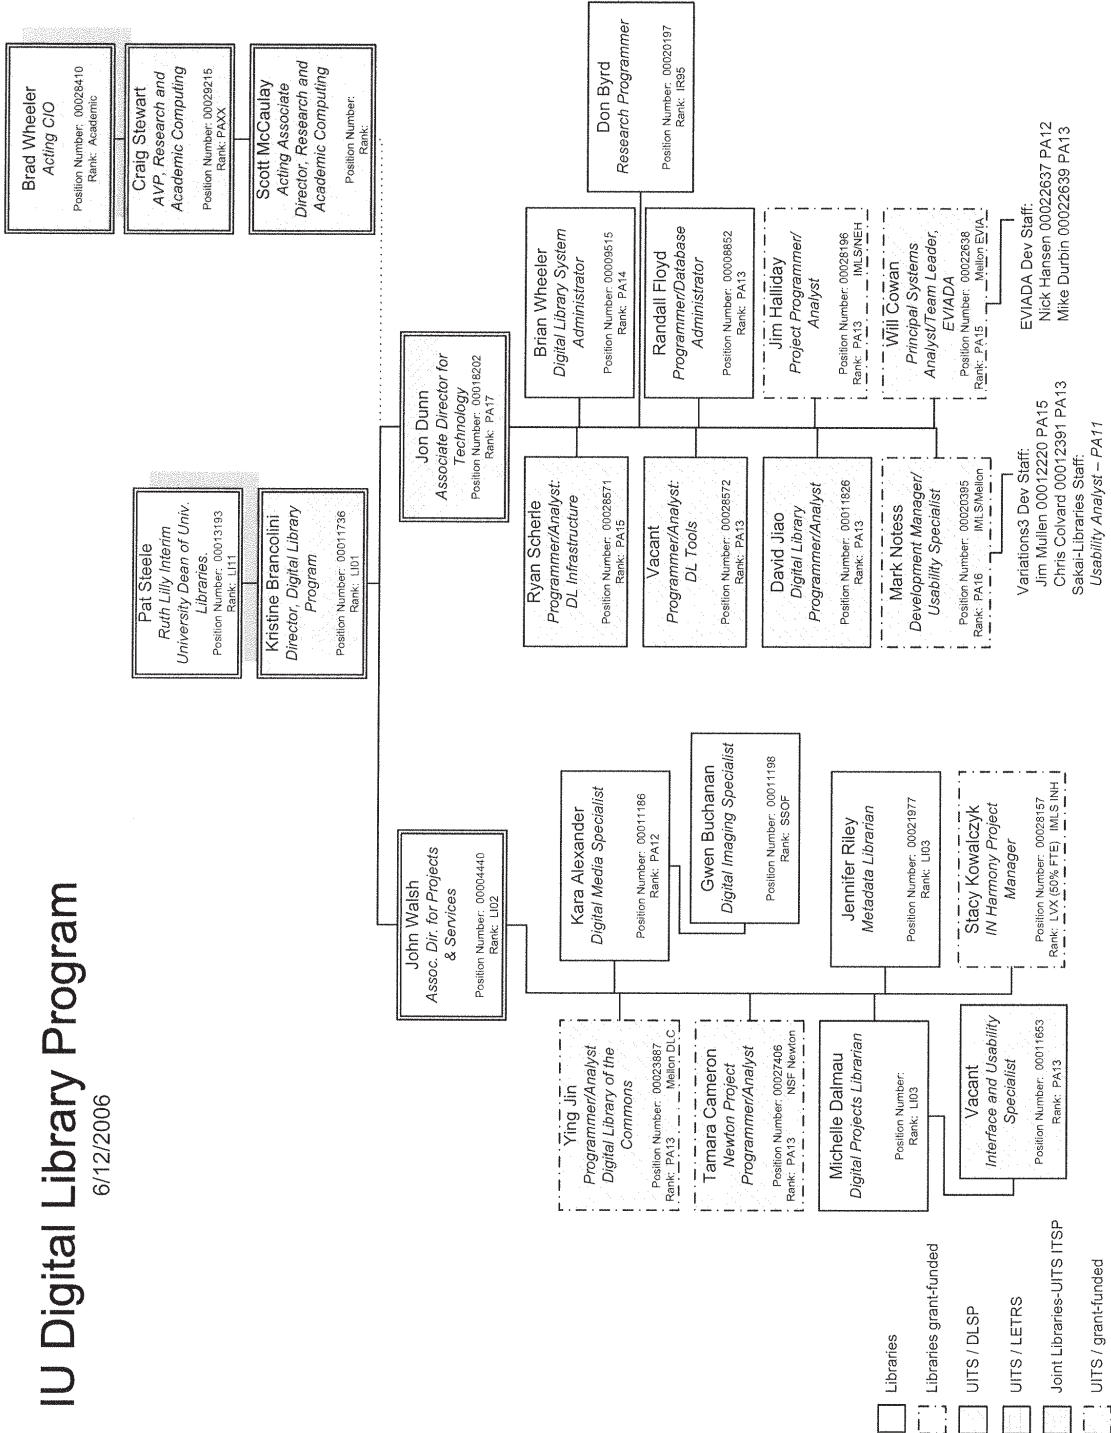 IU Digital Library Program
6/12/2006
Brad Wheeler
Acting CIO
Position Number: 00028410
Rank: Academic
Craig Stewart
AVP, Research and
Academic Computing
Position Number: 00029215
Rank: PAXX
Scott McCaulay
Acting Associate
Director, Research and
Academic Computing
Position Number:
Rank:
Pat Steele
Ruth Lilly Interim
University Dean of Univ.
Libraries.
Position Number: 00013193
Rank: LI11
Kristine Brancolini
Director, Digital Library
Program
Position Number: 00011736
Rank: LI01
John Walsh
Assoc. Dir. for Projects
& Services
Position Number: 00004440
Rank: LI02
Jon Dunn
Associate Director for
Technology
Position Number: 00018202
Rank: PA17
Ying Jin
Programmer/Analyst
Digital Library of the
Commons
Position Number: 00023887
Rank: PA13 Mellon DLC
Kara Alexander
Digital Media Specialist
Position Number: 00011186
Rank: PA12
Tamara Cameron
Newton Project
Programmer/Analyst
Position Number: 00027406
Rank: PA13 NSF Newton
Gwen Buchanan
Digital Imaging Specialist
Position Number: 00011198
Rank: SSOF
Michelle Dalmau
Digital Projects Librarian
Position Number:
Rank: LI03
Jennifer Riley
Metadata Librarian
Position Number: 00021977
Rank: LI03
Vacant
Interface and Usability
Specialist
Position Number: 00011653
Rank: PA13
Stacy Kowalczyk
IN Harmony Project
Manager
Position Number: 00028157
Rank: LVX (50% FTE) IMLS INH
Ryan Scherle
Programmer/Analyst:
DL Infrastructure
Position Number: 00028571
Rank: PA15
Brian Wheeler
Digital Library System
Administrator
Position Number: 00009515
Rank: PA14
Don Byrd
Research Programmer
Position Number: 00020197
Rank: IR95
Vacant
Programmer/Analyst:
DL Tools
Position Number: 00028572
Rank: PA13
Randall Floyd
Programmer/Database
Administrator
Position Number: 00008852
Rank: PA13
David Jiao
Digital Library
Programmer/Analyst
Position Number: 00011826
Rank: PA13
Jim Halliday
Project Programmer/
Analyst
Position Number: 00028196
Rank: PA13 IMLS/NEH
Mark Notess
Development Manager/
Usability Specialist
Position Number: 00020395
Rank: PA16 IMLS/Mellon
Will Cowan
Principal Systems
Analyst/Team Leader,
EVIADA
Position Number: 00022638
Rank: PA15 Mellon EVIA
Variations3 Dev Staff:
Jim Mullen 00012220 PA15
Chris Colvard 00012391 PA13
Sakai-Libraries Staff:
Usability Analyst – PA11
EVIADA Dev Staff:
Nick Hansen 00022637 PA12
Mike Durbin 00022639 PA13
Libraries
Libraries grant-funded
UITS / DLSP
UITS / LETRS
Joint Libraries-UITS ITSP
UITS / grant-funded